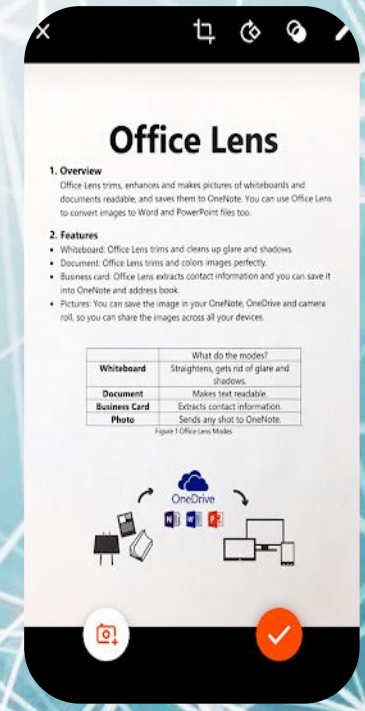 Office Lens
1. Overview
Office Lens trims, enhances and makes pictures of whiteboards and
documents readable, and saves them to OneNote. You can use Office Lens
to convert images to Word and PowerPoint files too.
2. Features
• Whiteboard: Office Lens trims and cleans up glare and shadows.
• Document: Office Lens trims and colors images perfectly.
• Business card: Office Lens extracts contact information and you can save it
into OneNote and address book.
• Pictures: You can save the image in your OneNote, OneDrive and camera
roll, so you can share the images across all your devices.
What do the modes?
Whiteboard Straightens, gets rid of glare and
shadows.
Document Makes text readable.
Business Card Extracts contact information.
Photo Sends any shot to OneNote.
Figure 1 Office Lens Modes
OneDrive
N W P